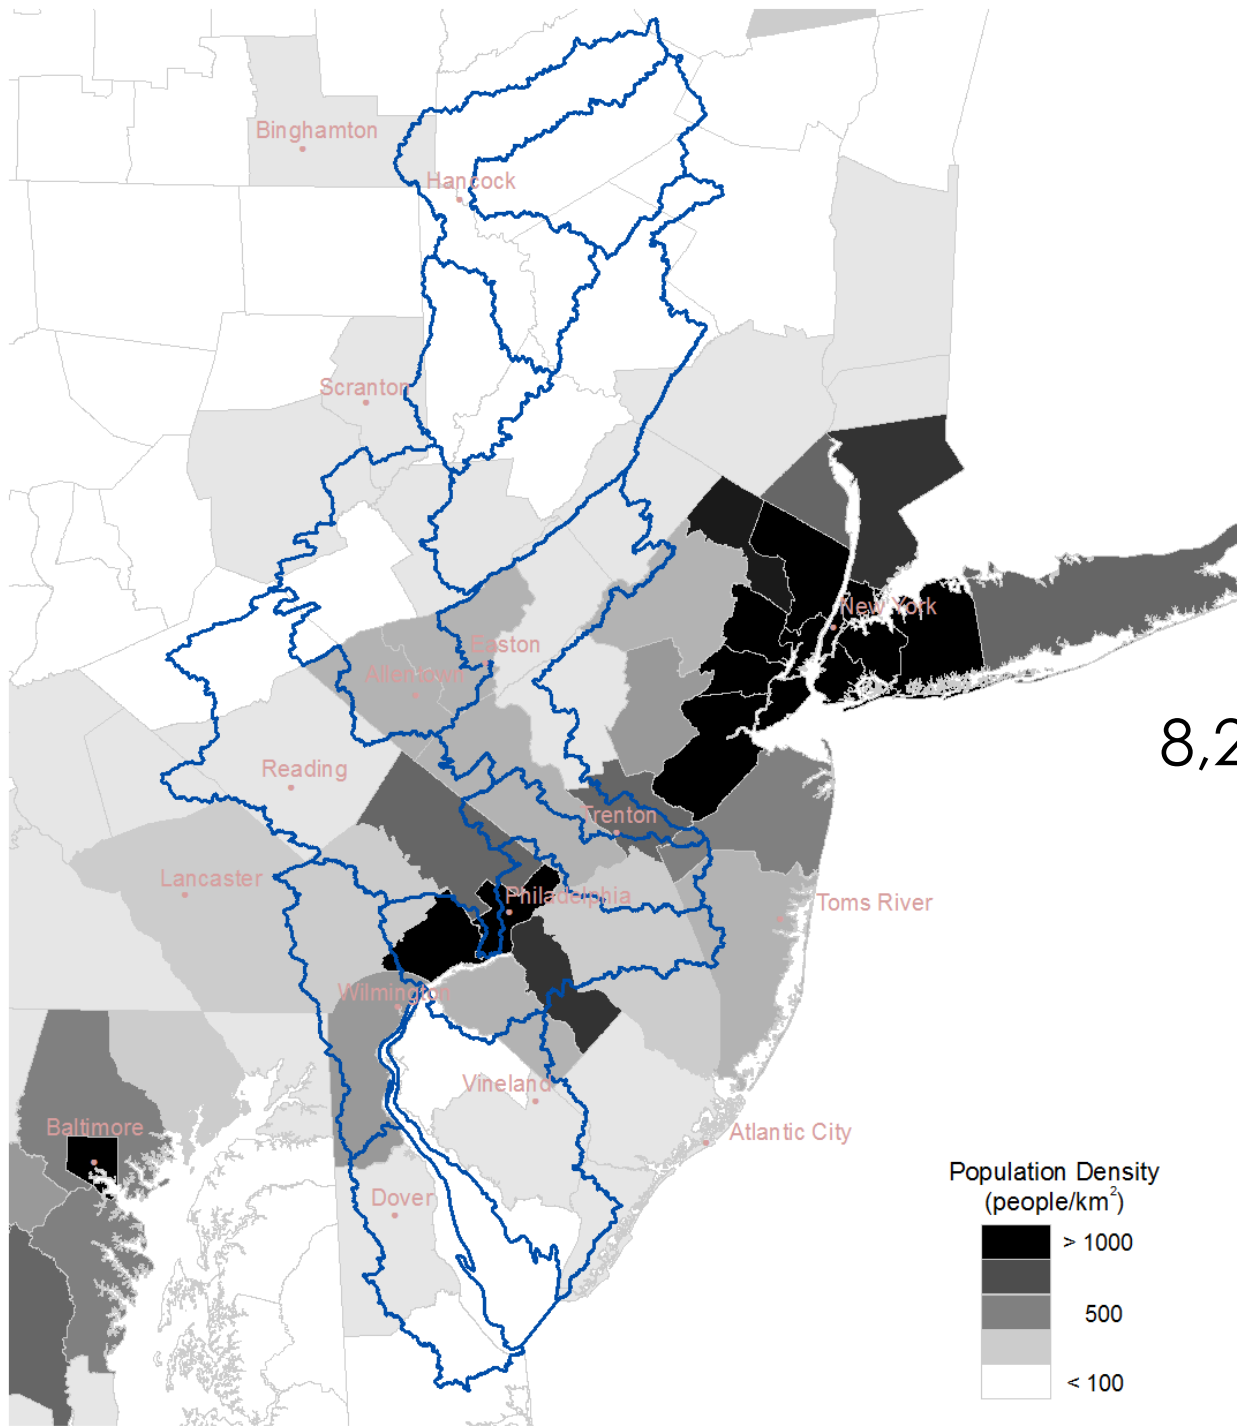 Binghamton
Hancock
Scranton
New York
Easton
Allentown
8,2
Reading
Trenton
Lancaster
Philadelphia
Toms River
Wilmington
Vineland
Baltimore
Atlantic City
Dover
Population Density
(people/km²)
> 1000
500
< 100